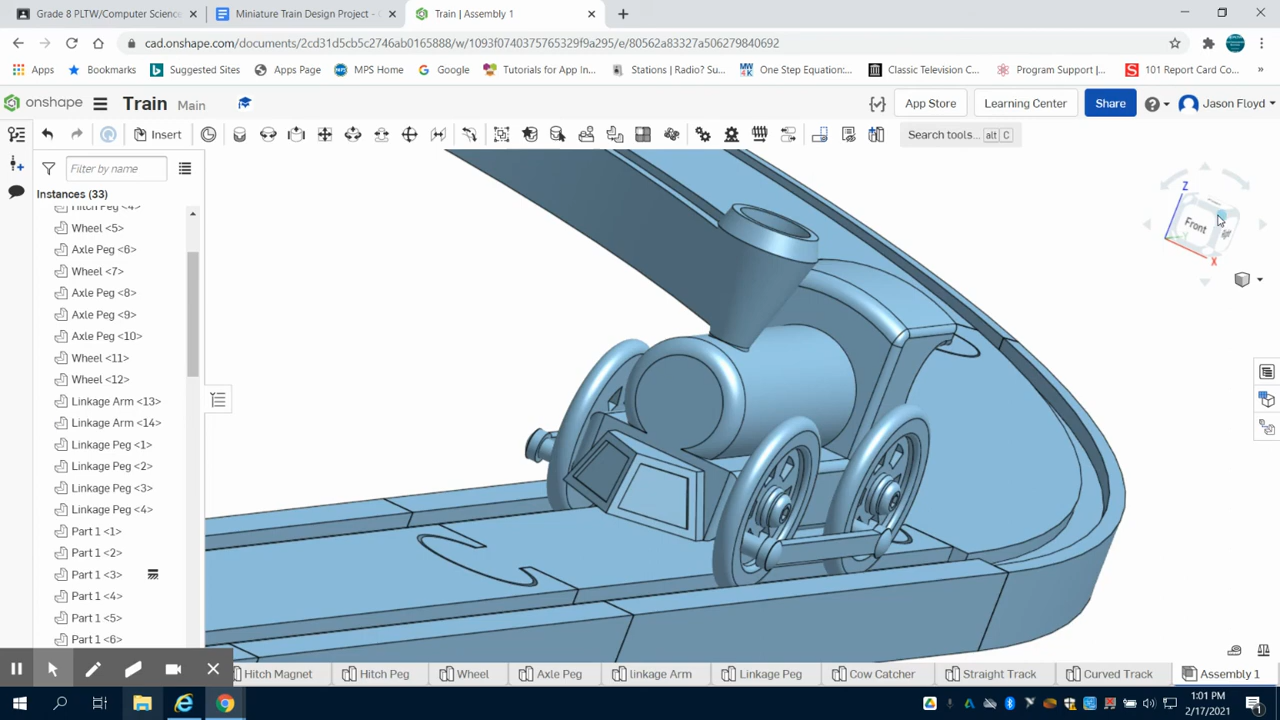 Grade 8 PLTW/Computer Science
Miniature Train Design Project -
Train | Assembly 1
cad.onshape.com/documents/2cd31d5cb5c2746ab0165888/w/1093f0740375765329f9a295/e/80562a83327a506279840692
Apps
Bookmarks
Suggested Sites
Apps Page
MPS Home
Google
Tutorials for App In...
Stations | Radio? Su...
One Step Equation:...
Classic Television C...
Program Support |...
101 Report Card Co...
»
onshape
Train
Main
App Store
Learning Center
Share
Jason Floyd
Insert
Search tools... alt C
Filter by name
Instances (33)
Hitch Peg <4>
Wheel <5>
Axle Peg <6>
Wheel <7>
Axle Peg <8>
Axle Peg <9>
Axle Peg <10>
Wheel <11>
Wheel <12>
Linkage Arm <13>
Linkage Arm <14>
Linkage Peg <1>
Linkage Peg <2>
Linkage Peg <3>
Linkage Peg <4>
Part 1 <1>
Part 1 <2>
Part 1 <3>
Part 1 <4>
Part 1 <5>
Part 1 <6>
Z
Front
X
Hitch Magnet
Hitch Peg
Wheel
Axle Peg
linkage Arm
Linkage Peg
Cow Catcher
Straight Track
Curved Track
Assembly 1
1:01 PM
2/17/2021